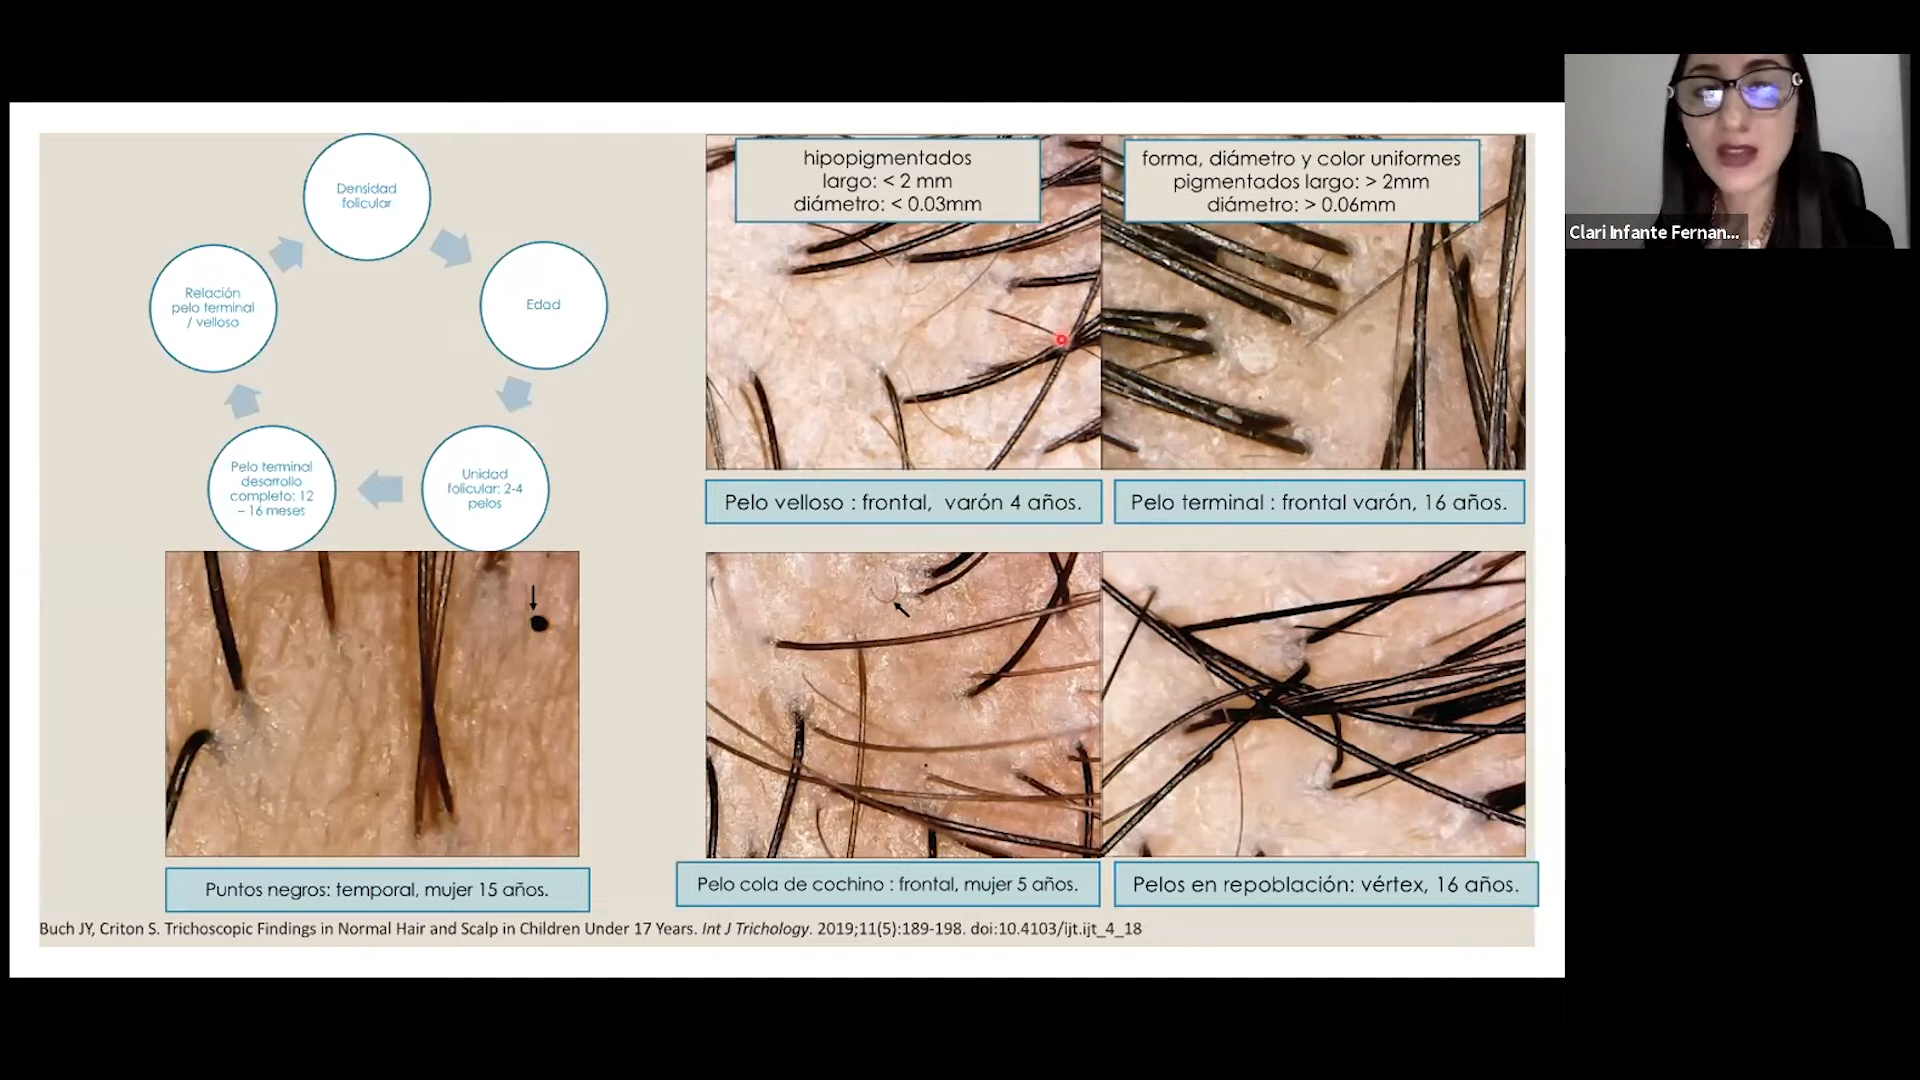 Densidad
folicular
Edad
Unidad
folicular: 2-4
pelos
Pelo terminal
desarrollo
completo: 12
– 16 meses
Relación
pelo terminal
/ velloso
hipopigmentados
largo: < 2 mm
diámetro: < 0.03mm
forma, diámetro y color uniformes
pigmentados largo: > 2mm
diámetro: > 0.06mm
Pelo velloso : frontal, varón 4 años.
Pelo terminal : frontal varón, 16 años.
Puntos negros: temporal, mujer 15 años.
Pelo cola de cochino : frontal, mujer 5 años.
Pelos en repoblación: vértex, 16 años.
Buch JY, Criton S. Trichoscopic Findings in Normal Hair and Scalp in Children Under 17 Years. Int J Trichology. 2019;11(5):189-198. doi:10.4103/ijt.ijt_4_18
Clari Infante Fernan...